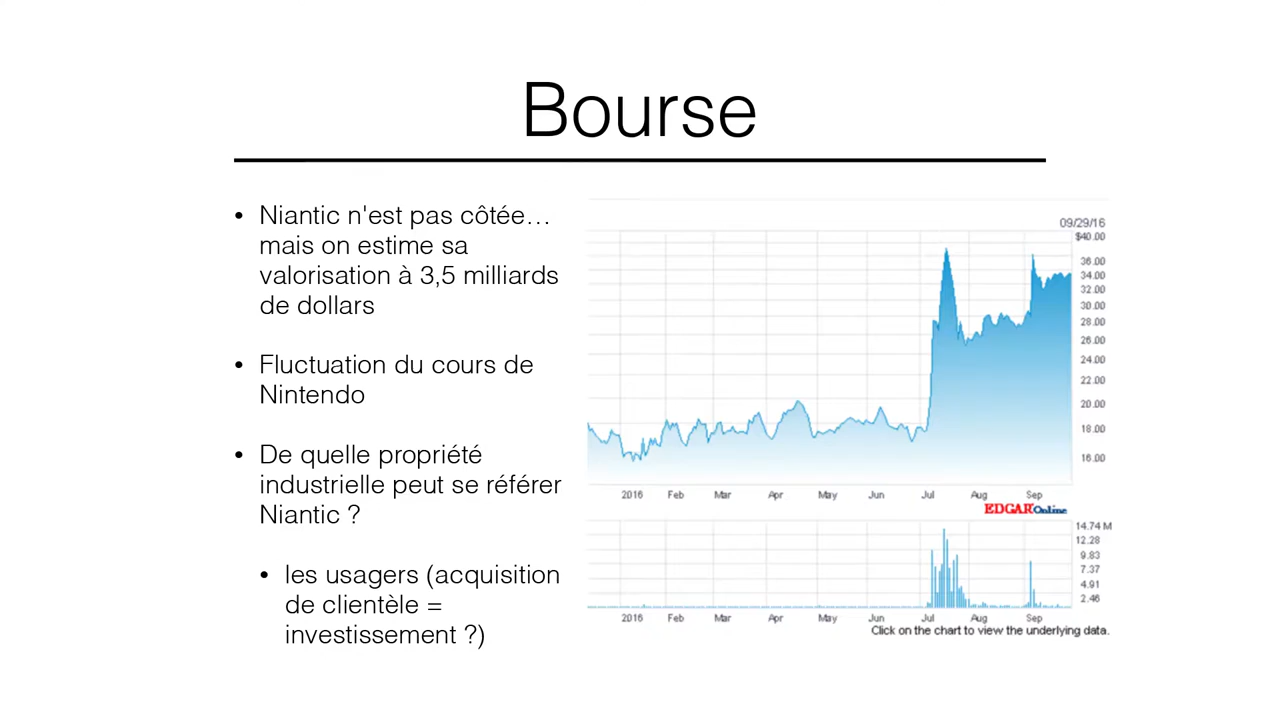 Bourse
• Niantic n'est pas côtée…
mais on estime sa
valorisation à 3,5 milliards
de dollars
• Fluctuation du cours de
Nintendo
• De quelle propriété
industrielle peut se référer
Niantic ?
• les usagers (acquisition
de clientèle =
investissement ?)
09/29/16
$40.00
36.00
34.00
32.00
30.00
28.00
26.00
24.00
22.00
20.00
18.00
16.00
2016 Feb Mar Apr May Jun Jul Aug Sep
EDGAR Online
14.74 M
12.28
9.83
7.37
4.91
2.46
2016 Feb Mar Apr May Jun Jul Aug Sep
Click on the chart to view the underlying data.